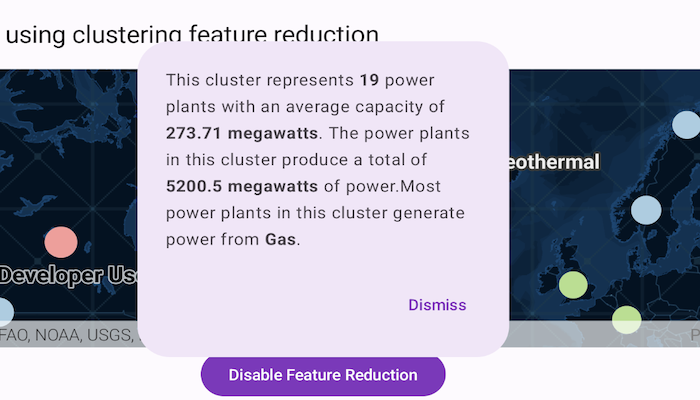 using clustering feature reduction
This cluster represents 19 power
plants with an average capacity of
273.71 megawatts. The power plants
in this cluster produce a total of
5200.5 megawatts of power.Most
power plants in this cluster generate
power from Gas.
eothermal
Developer Us
Dismiss
FAO, NOAA, USGS,
P
Disable Feature Reduction